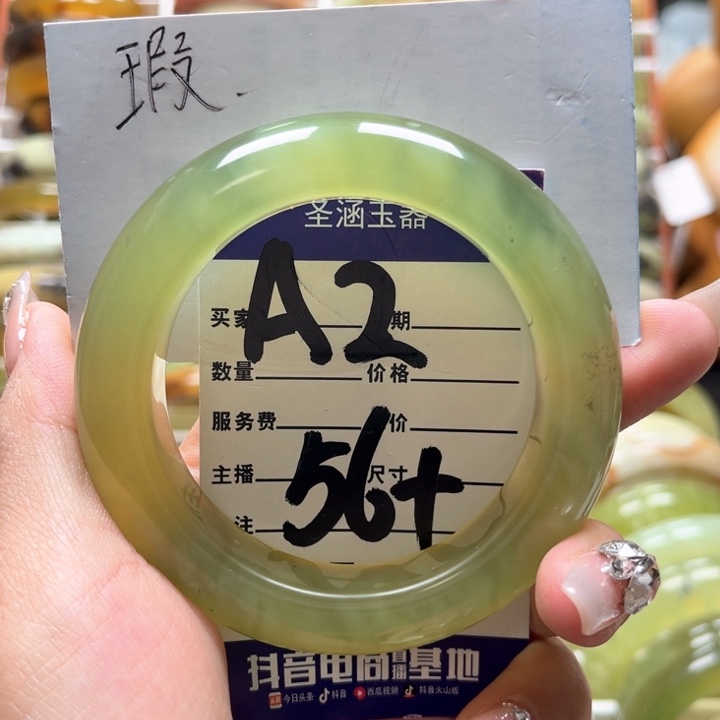 瑕.
圣涵玉器
A2
买家 期
数量 价格
服务费 价
主播 尺寸
56+
注
抖音电商直播基地
今日头条 抖音 西瓜视频 抖音火山版